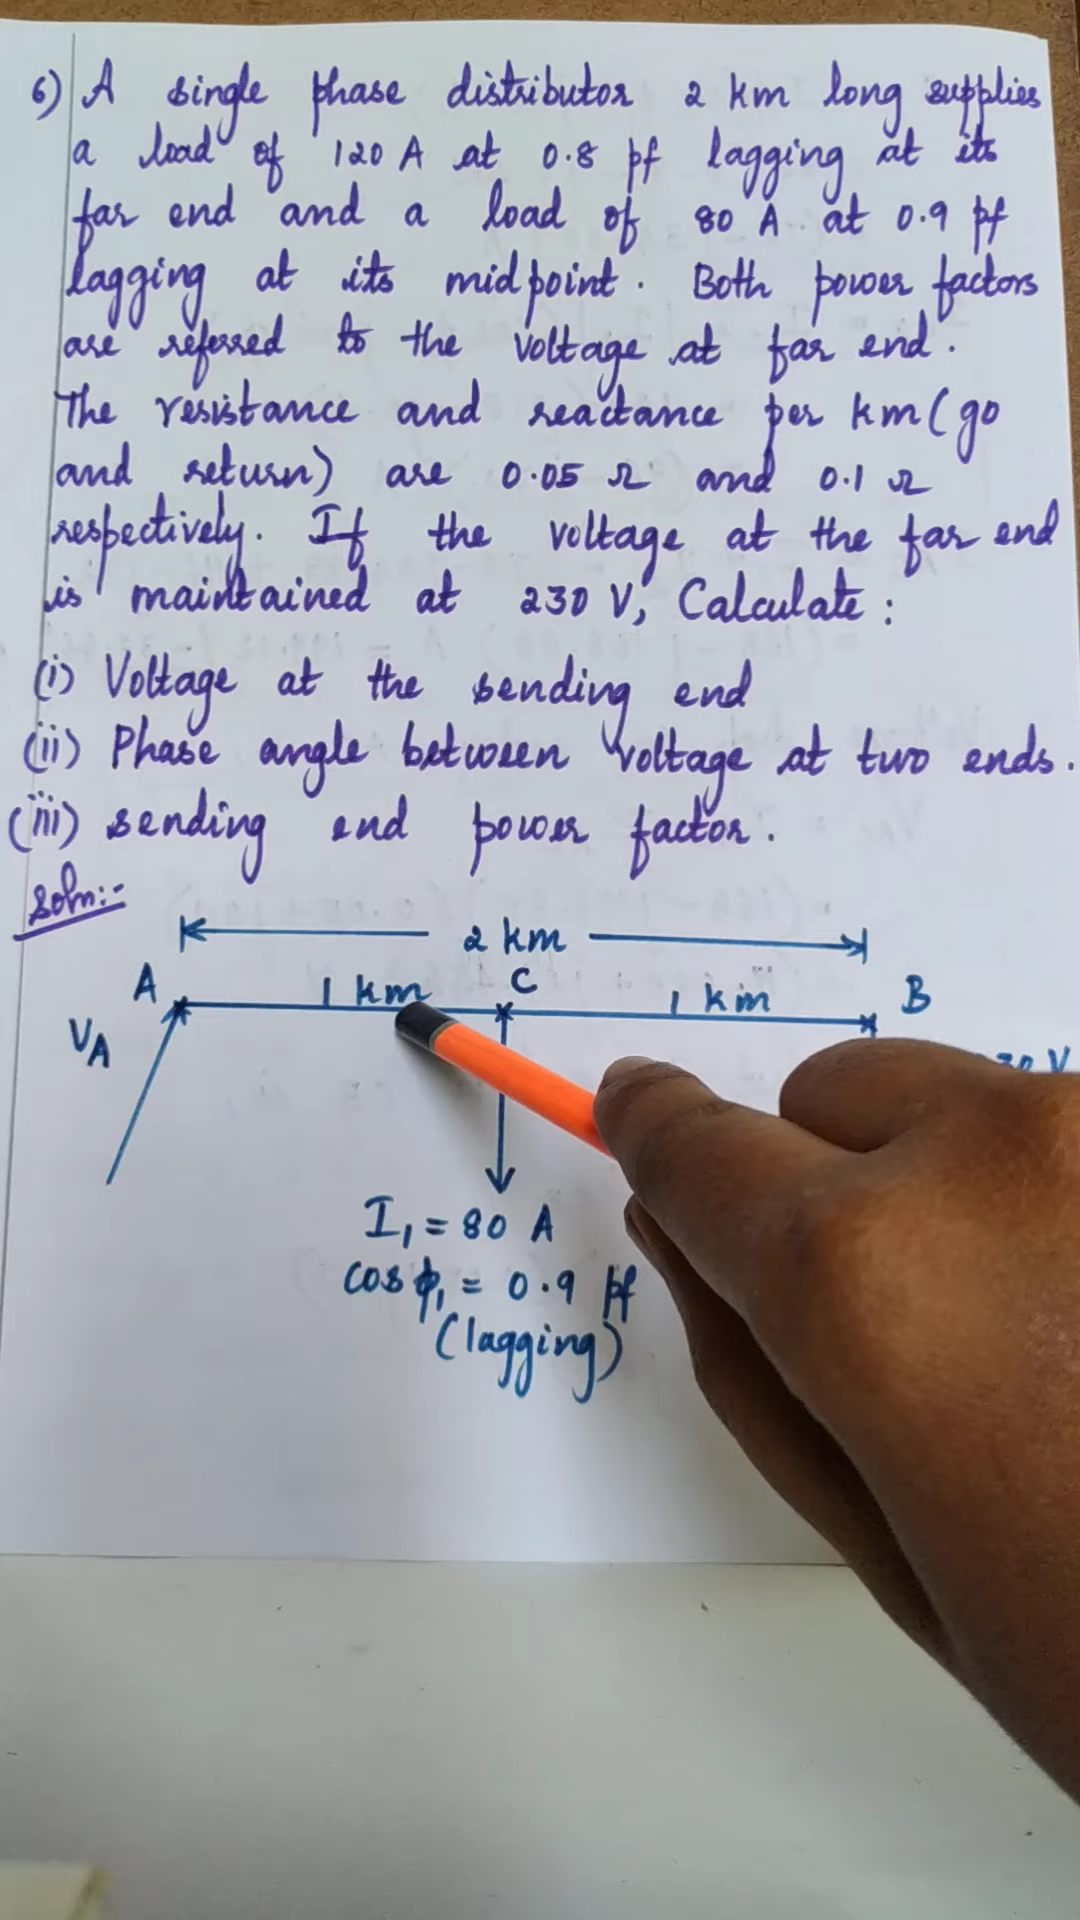 6) A single phase distributor 2 km long supplies
a load of 120 A at 0.8 pf lagging at its
far end and a load of 80 A at 0.9 pf
lagging at its midpoint. Both power factors
are referred to the voltage at far end.
The resistance and reactance per km (go
and return) are 0.05 Ω and 0.1 Ω
respectively. If the voltage at the far end
is maintained at 230 V, Calculate:
(i) Voltage at the sending end
(ii) Phase angle between voltage at two ends.
(iii) sending end power factor.
Soln:-
2 km
A 1 km C 1 km B
VA
30 V
I1 = 80 A
cos ϕ1 = 0.9 pf
(lagging)